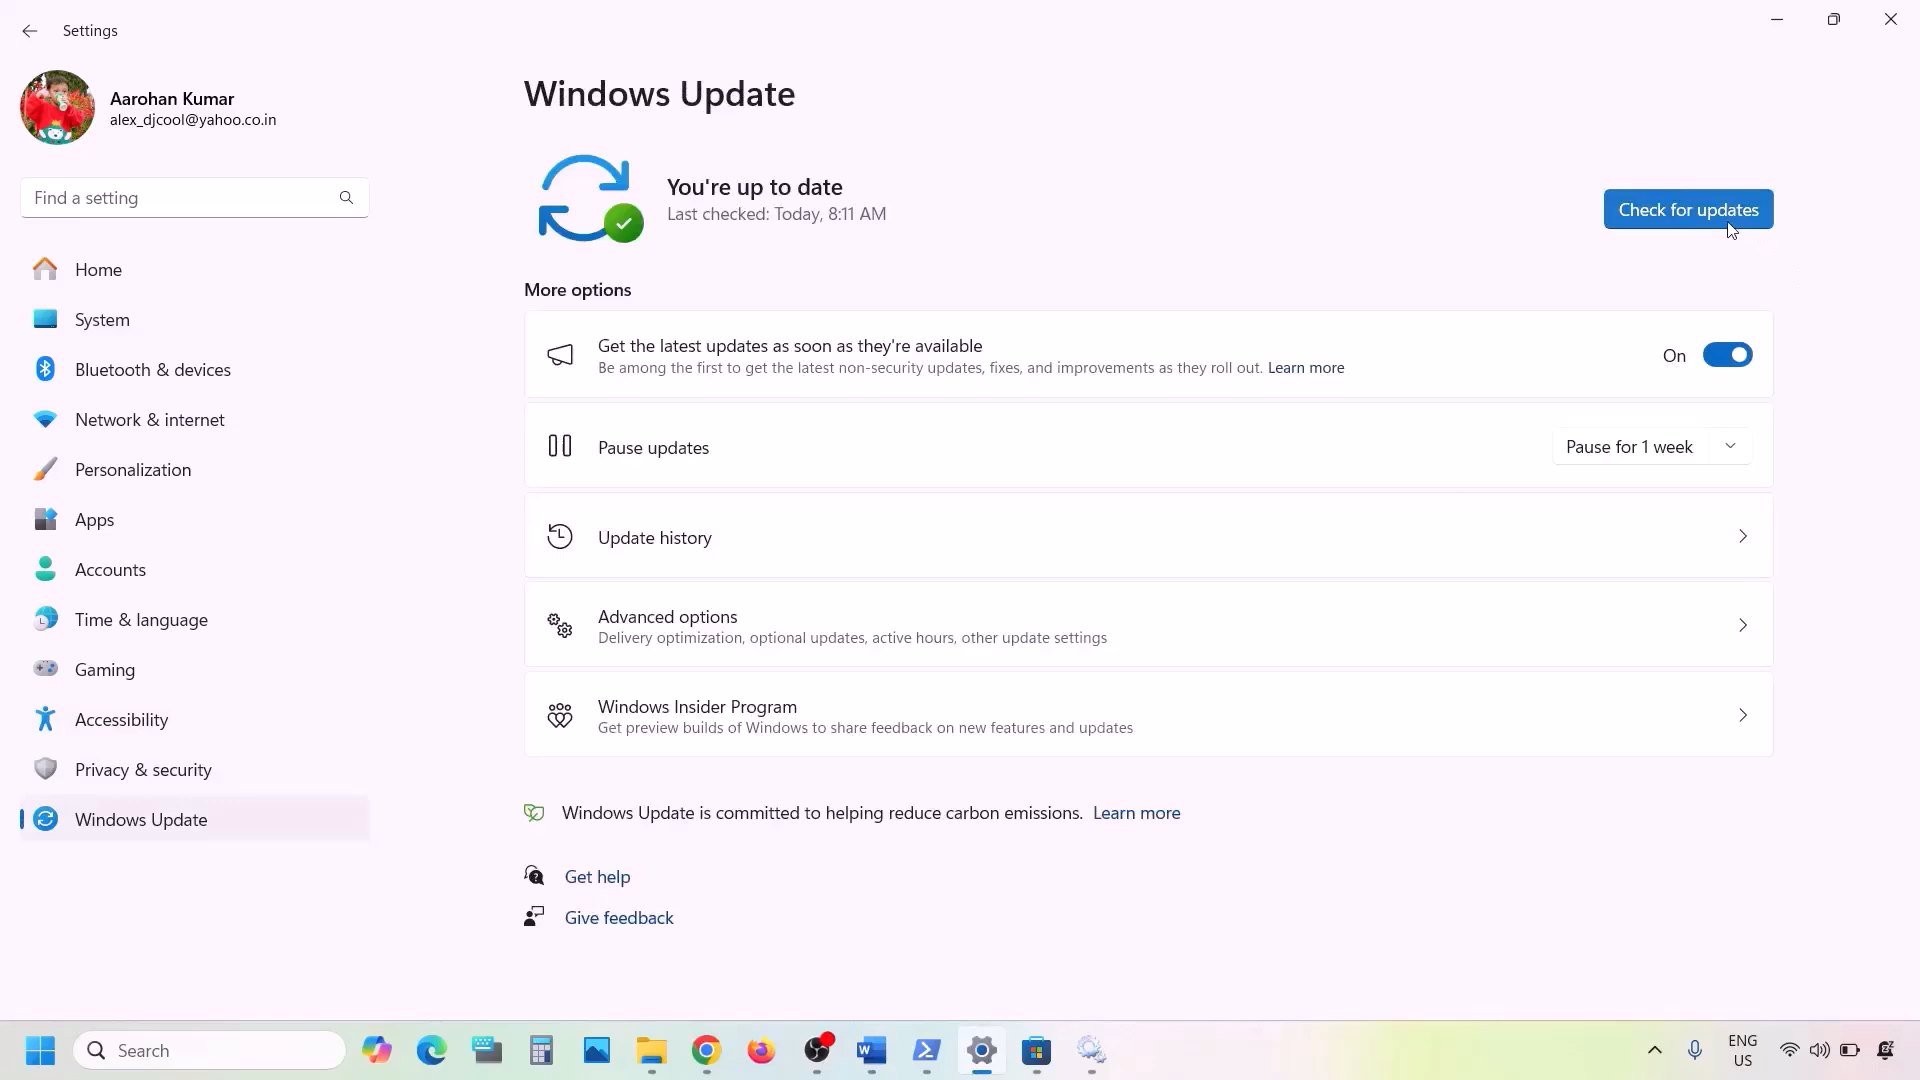 Settings
Aarohan Kumar
alex_djcool@yahoo.co.in
Find a setting
Home
System
Bluetooth & devices
Network & internet
Personalization
Apps
Accounts
Time & language
Gaming
Accessibility
Privacy & security
Windows Update
Windows Update
You're up to date
Last checked: Today, 8:11 AM
Check for updates
More options
Get the latest updates as soon as they're available
Be among the first to get the latest non-security updates, fixes, and improvements as they roll out. Learn more
On
Pause updates
Pause for 1 week
Update history
Advanced options
Delivery optimization, optional updates, active hours, other update settings
Windows Insider Program
Get preview builds of Windows to share feedback on new features and updates
Windows Update is committed to helping reduce carbon emissions. Learn more
Get help
Give feedback
Search
ENG
US